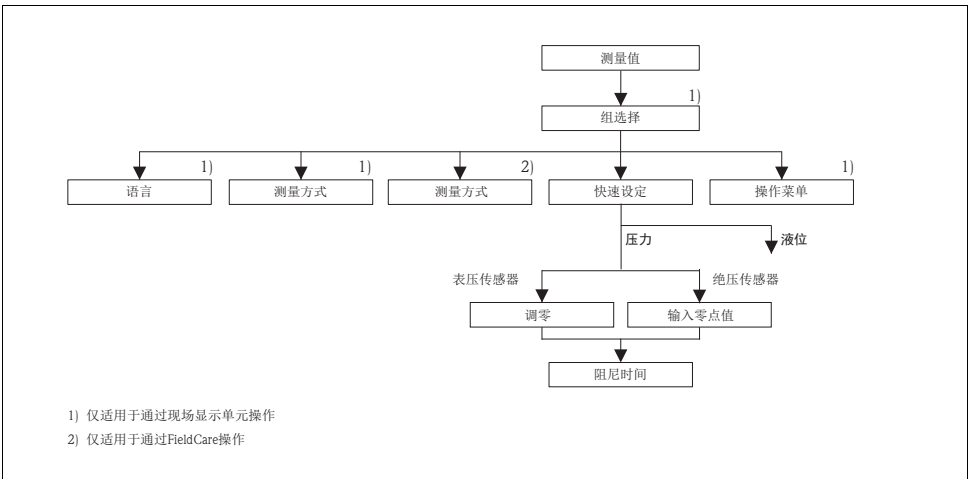 测量值
1)
组选择
1)
1)
2)
1)
语言
测量方式
测量方式
快速设定
操作菜单
压力
液位
表压传感器
绝压传感器
调零
输入零点值
阻尼时间
1) 仅适用于通过现场显示单元操作
2) 仅适用于通过FieldCare操作